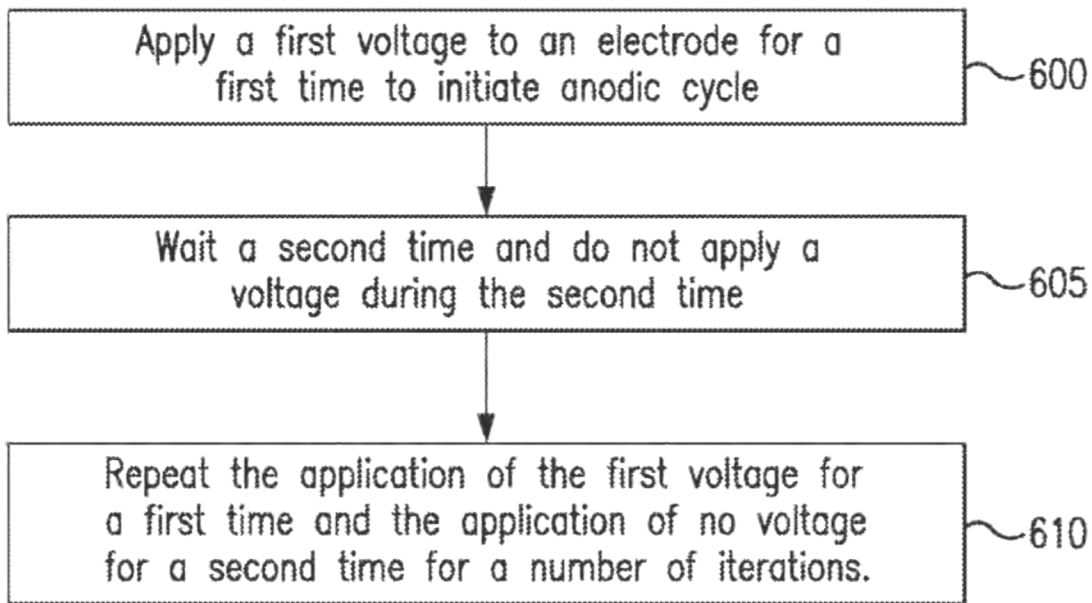 Apply a first voltage to an electrode for a
first time to initiate anodic cycle
600
Wait a second time and do not apply a
voltage during the second time
605
Repeat the application of the first voltage for
a first time and the application of no voltage
for a second time for a number of iterations.
610